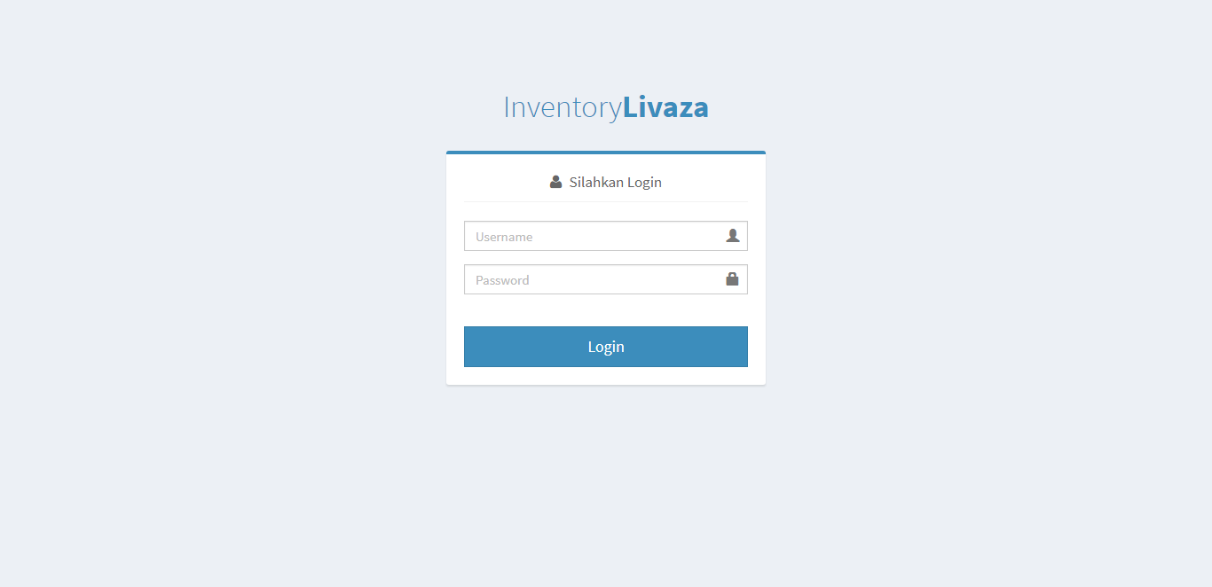 InventoryLivaza
Silahkan Login
Username
Password
Login